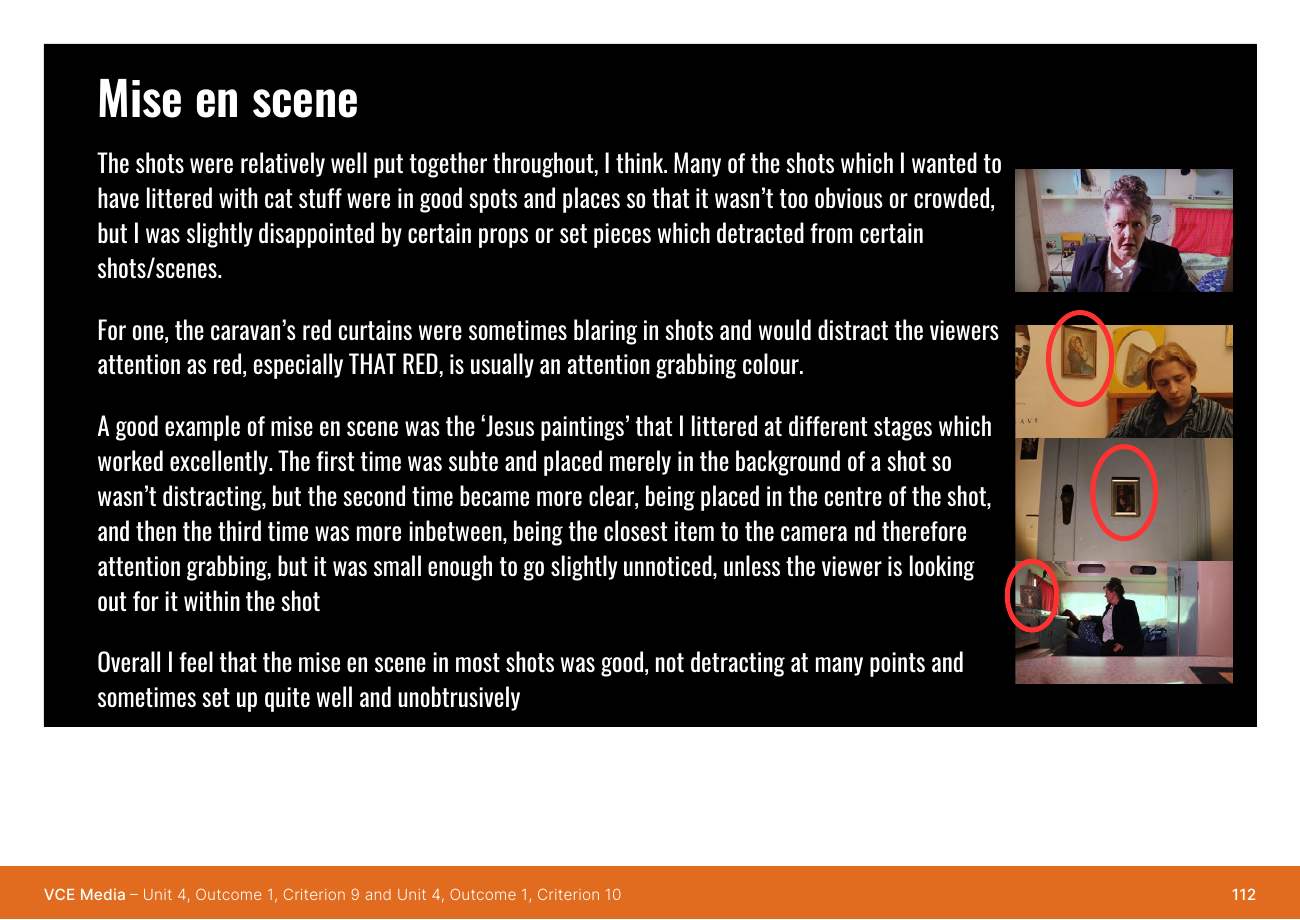 Mise en scene
The shots were relatively well put together throughout, I think. Many of the shots which I wanted to
have littered with cat stuff were in good spots and places so that it wasn’t too obvious or crowded,
but I was slightly disappointed by certain props or set pieces which detracted from certain
shots/scenes.
For one, the caravan’s red curtains were sometimes blaring in shots and would distract the viewers
attention as red, especially THAT RED, is usually an attention grabbing colour.
A good example of mise en scene was the ‘Jesus paintings’ that I littered at different stages which
worked excellently. The first time was subte and placed merely in the background of a shot so
wasn’t distracting, but the second time became more clear, being placed in the centre of the shot,
and then the third time was more inbetween, being the closest item to the camera nd therefore
attention grabbing, but it was small enough to go slightly unnoticed, unless the viewer is looking
out for it within the shot
Overall I feel that the mise en scene in most shots was good, not detracting at many points and
sometimes set up quite well and unobtrusively
VCE Media – Unit 4, Outcome 1, Criterion 9 and Unit 4, Outcome 1, Criterion 10
112